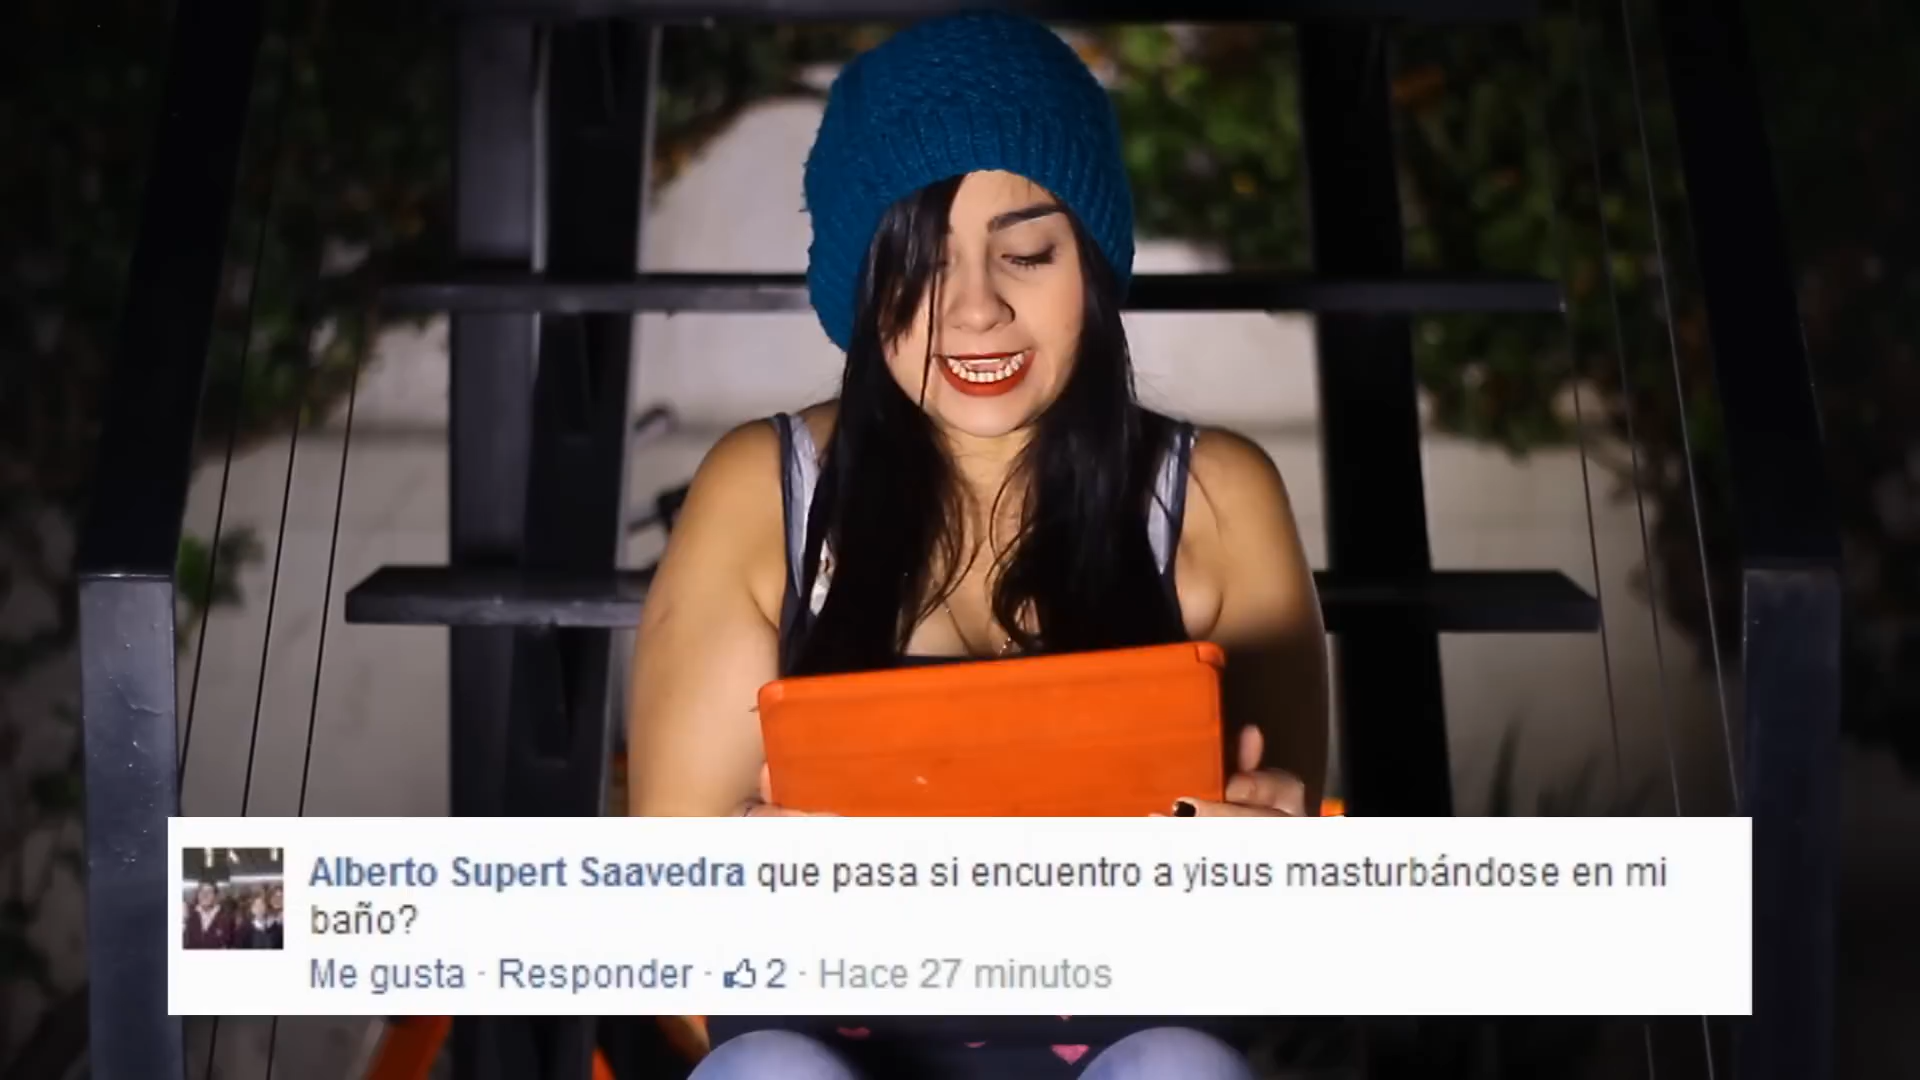 Alberto Supert Saavedra que pasa si encuentro a yisus masturbándose en mi
baño?
Me gusta · Responder · 2 · Hace 27 minutos